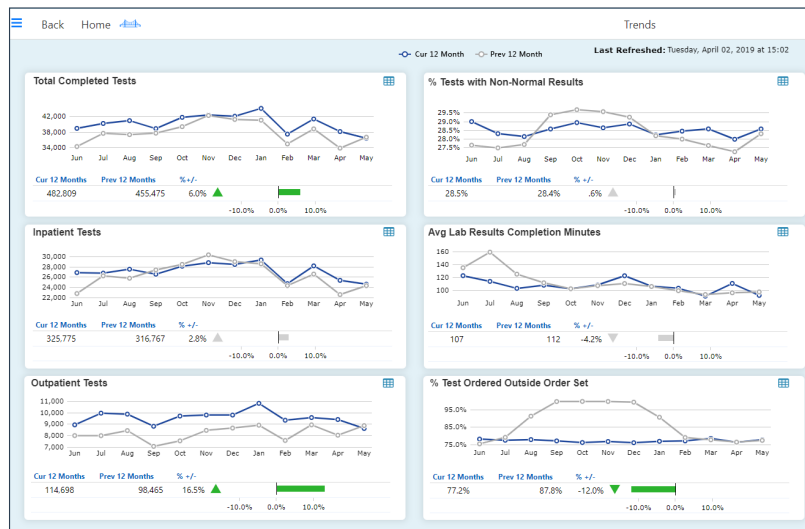 Back Home Trends
Cur 12 Month Prev 12 Month Last Refreshed: Tuesday, April 02, 2019 at 15:02
Total Completed Tests
42,000
38,000
34,000
Jun Jul Aug Sep Oct Nov Dec Jan Feb Mar Apr May
Cur 12 Months Prev 12 Months %+/-
482.809 455.475 6.0%
-10.0% 0.0% 10.0%
% Tests with Non-Normal Results
29.5%
29.0%
28.5%
28.0%
27.5%
Jun Jul Aug Sep Oct Nov Dec Jan Feb Mar Apr May
Cur 12 Months Prev 12 Months % +/-
28.5% 28.4% .6%
-10.0% 0.0% 10.0%
Inpatient Tests
30,000
28,000
26,000
24,000
22,000
Jun Jul Aug Sep Oct Nov Dec Jan Feb Mar Apr May
Cur 12 Months Prev 12 Months % +/-
325.775 316.767 2.8%
-10.0% 0.0% 10.0%
Avg Lab Results Completion Minutes
160
140
120
100
Jun Jul Aug Sep Oct Nov Dec Jan Feb Mar Apr May
Cur 12 Months Prev 12 Months % +/-
107 112 -4.2%
-10.0% 0.0% 10.0%
Outpatient Tests
11,000
10,000
9,000
8,000
7,000
Jun Jul Aug Sep Oct Nov Dec Jan Feb Mar Apr May
Cur 12 Months Prev 12 Months % +/-
114,698 98.465 16.5%
-10.0% 0.0% 10.0%
% Test Ordered Outside Order Set
95.0%
85.0%
75.0%
Jun Jul Aug Sep Oct Nov Dec Jan Feb Mar Apr May
Cur 12 Months Prev 12 Months % +/-
77.2% 87.8% -12.0%
-10.0% 0.0% 10.0%